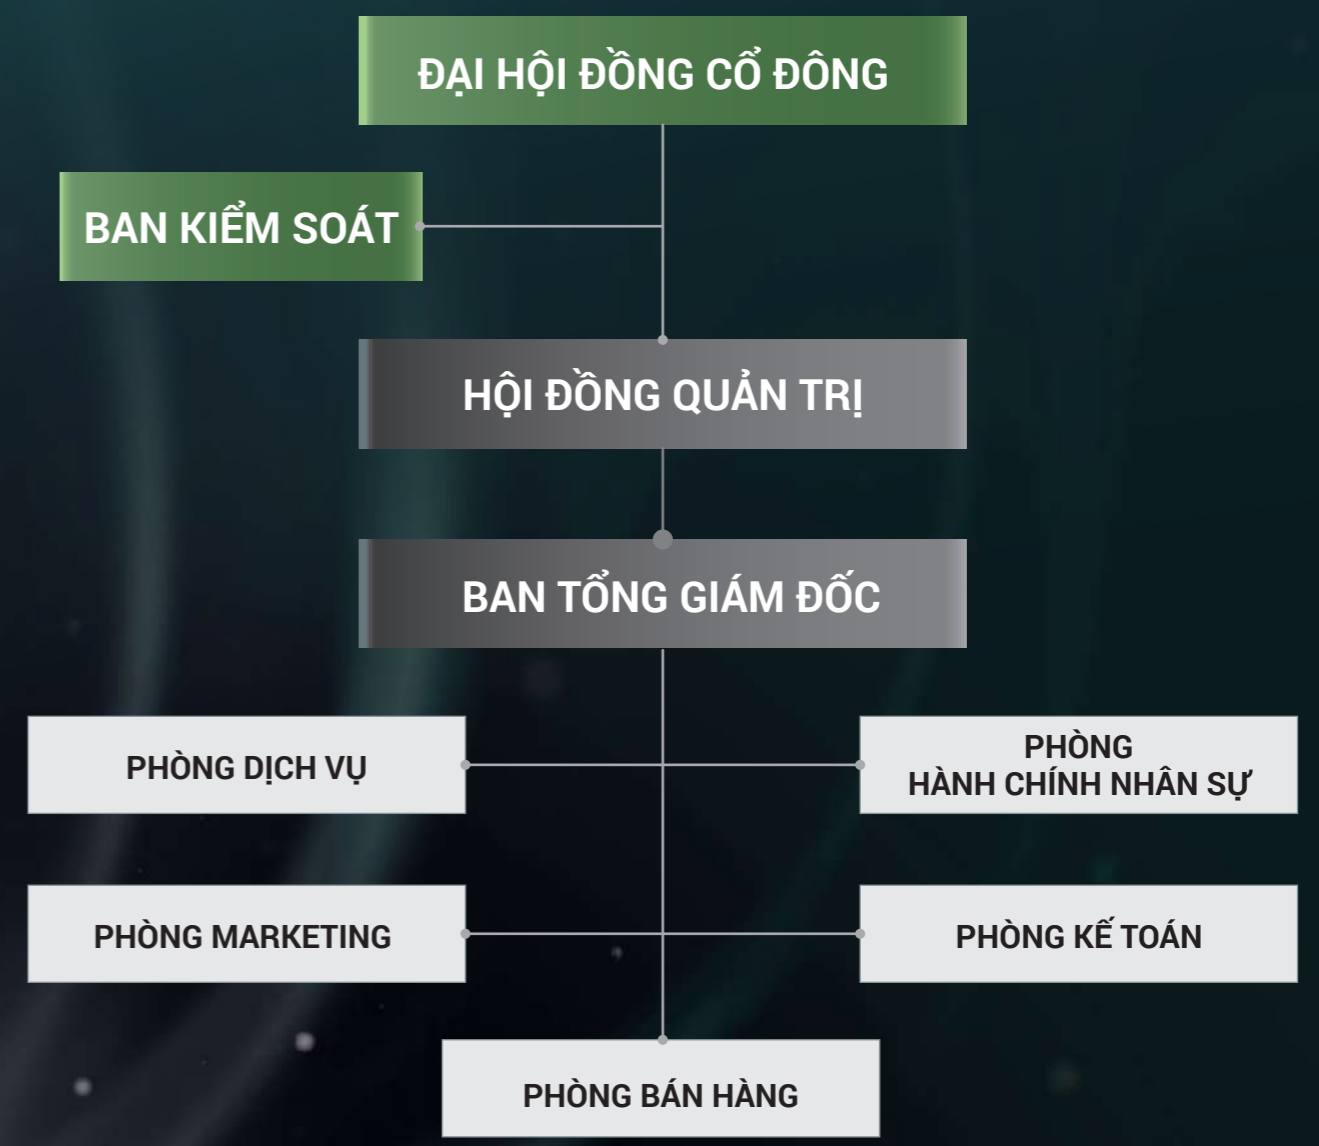 ĐẠI HỘI ĐỒNG CỔ ĐÔNG
BAN KIỂM SOÁT
HỘI ĐỒNG QUẢN TRỊ
BAN TỔNG GIÁM ĐỐC
PHÒNG DỊCH VỤ
PHÒNG
HÀNH CHÍNH NHÂN SỰ
PHÒNG MARKETING
PHÒNG KẾ TOÁN
PHÒNG BÁN HÀNG